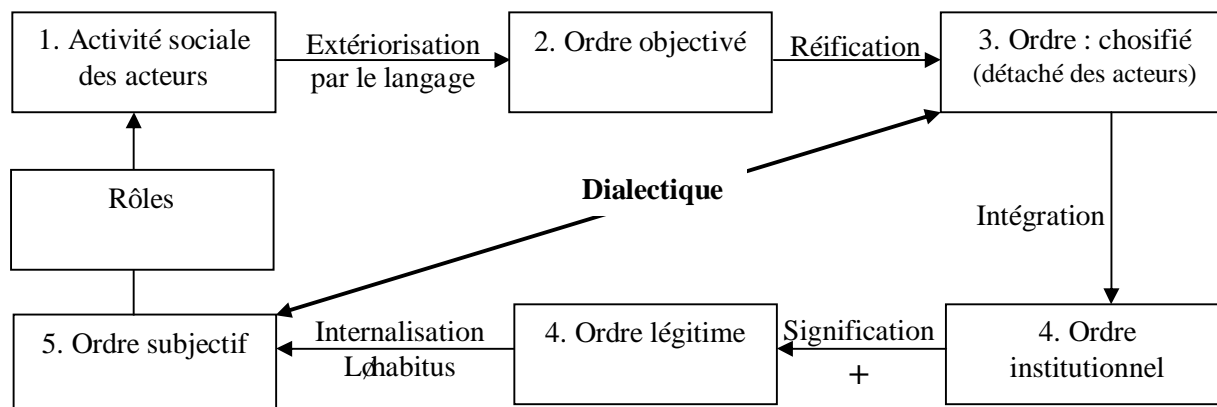 1. Activité sociale
des acteurs
Extériorisation
par le langage
2. Ordre objectivé
Réification
3. Ordre : chosifié
(détaché des acteurs)
Rôles
Dialectique
Intégration
5. Ordre subjectif
Internalisation
Løhabitus
4. Ordre légitime
Signification
+
4. Ordre
institutionnel